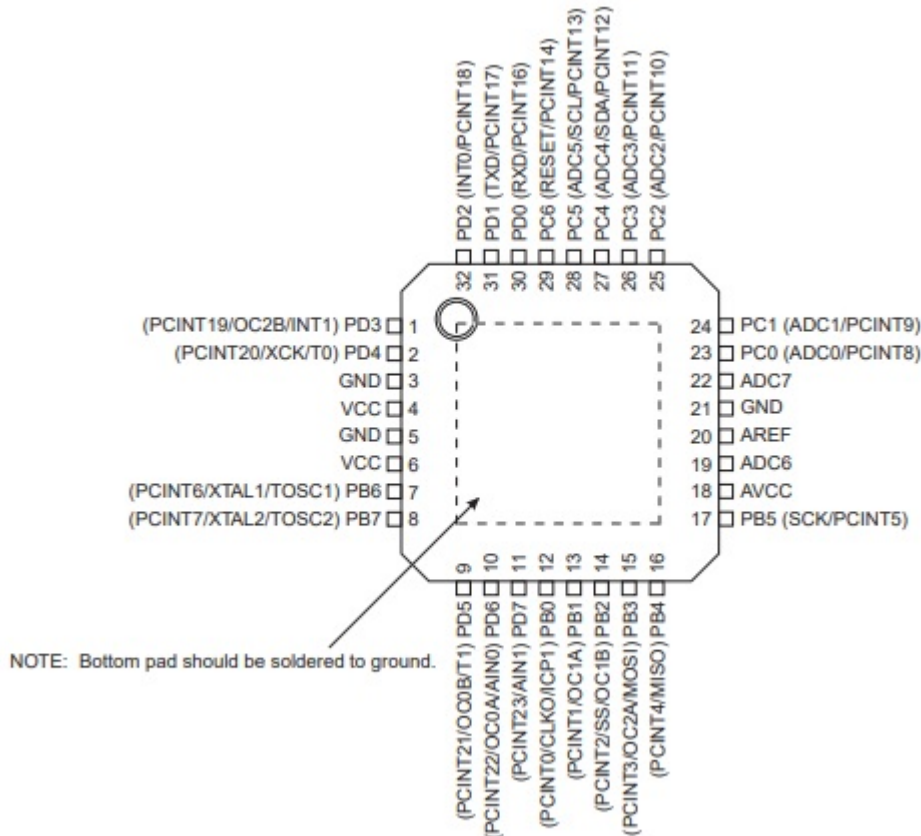 PD2 (INT0/PCINT18)
PD1 (TXD/PCINT17)
PD0 (RXD/PCINT16)
PC6 (RESET/PCINT14)
PC5 (ADC5/SCL/PCINT13)
PC4 (ADC4/SDA/PCINT12)
PC3 (ADC3/PCINT11)
PC2 (ADC2/PCINT10)
32 31 30 29 28 27 26 25
(PCINT19/OC2B/INT1) PD3 1
(PCINT20/XCK/T0) PD4 2
GND 3
VCC 4
GND 5
VCC 6
(PCINT6/XTAL1/TOSC1) PB6 7
(PCINT7/XTAL2/TOSC2) PB7 8
24 PC1 (ADC1/PCINT9)
23 PC0 (ADC0/PCINT8)
22 ADC7
21 GND
20 AREF
19 ADC6
18 AVCC
17 PB5 (SCK/PCINT5)
9 10 11 12 13 14 15 16
(PCINT21/OC0B/T1) PD5
(PCINT22/OC0A/AIN0) PD6
(PCINT23/AIN1) PD7
(PCINT0/CLKO/ICP1) PB0
(PCINT1/OC1A) PB1
(PCINT2/SS/OC1B) PB2
(PCINT3/OC2A/MOSI) PB3
(PCINT4/MISO) PB4
NOTE: Bottom pad should be soldered to ground.